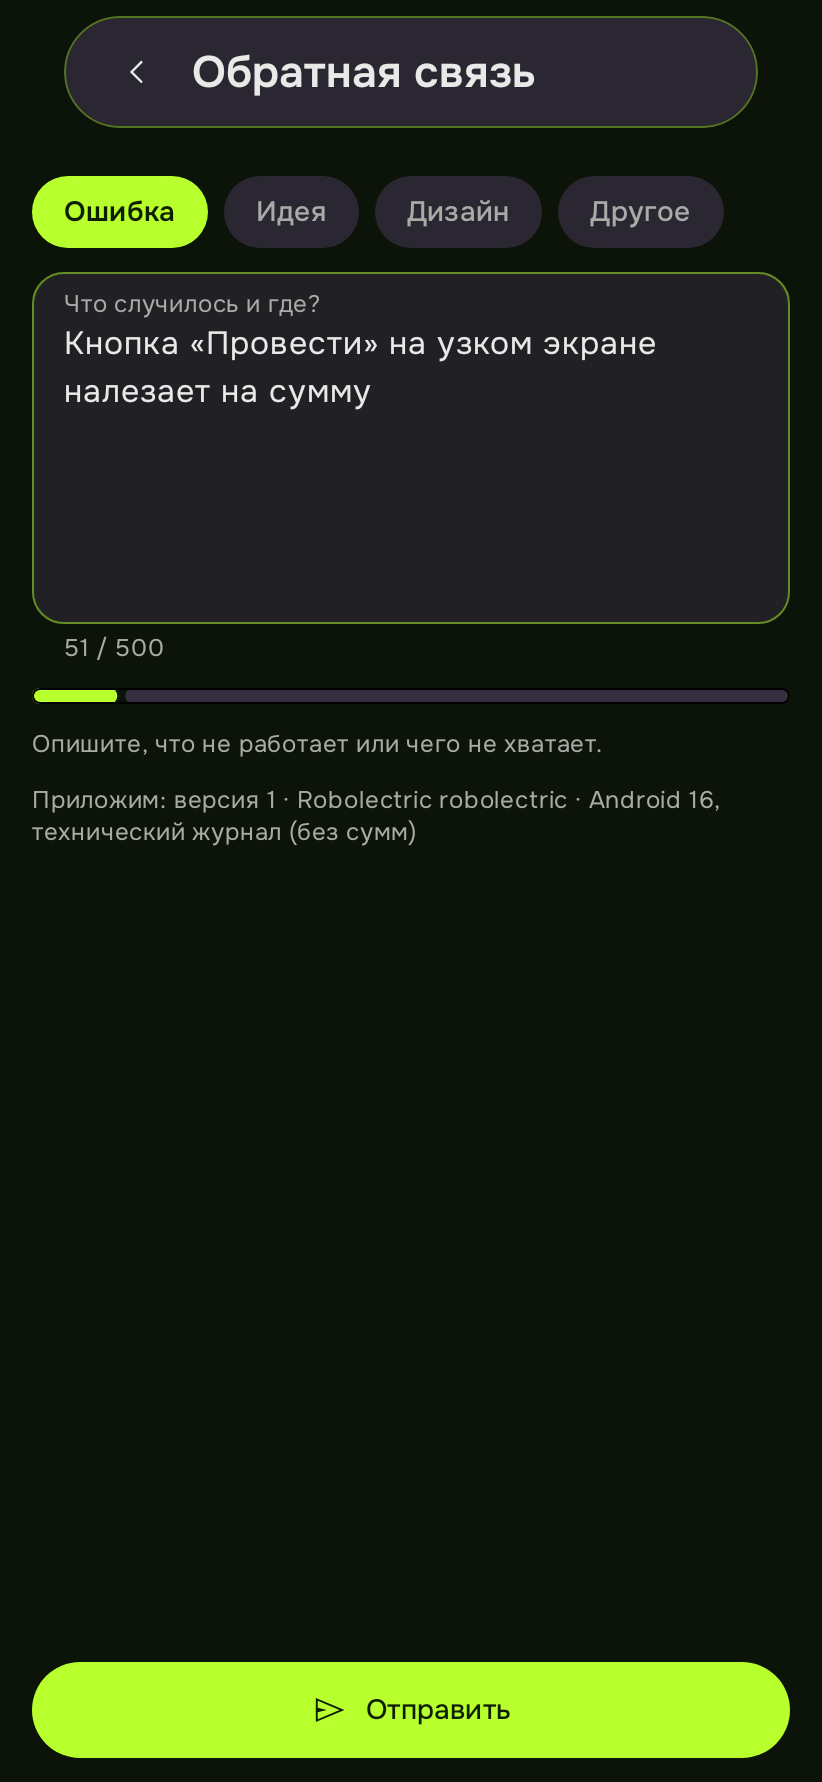 Обратная связь
Ошибка Идея Дизайн Другое
Что случилось и где?
Кнопка «Провести» на узком экране
налезает на сумму
51 / 500
Опишите, что не работает или чего не хватает.
Приложим: версия 1 · Robolectric robolectric · Android 16,
технический журнал (без сумм)
Отправить